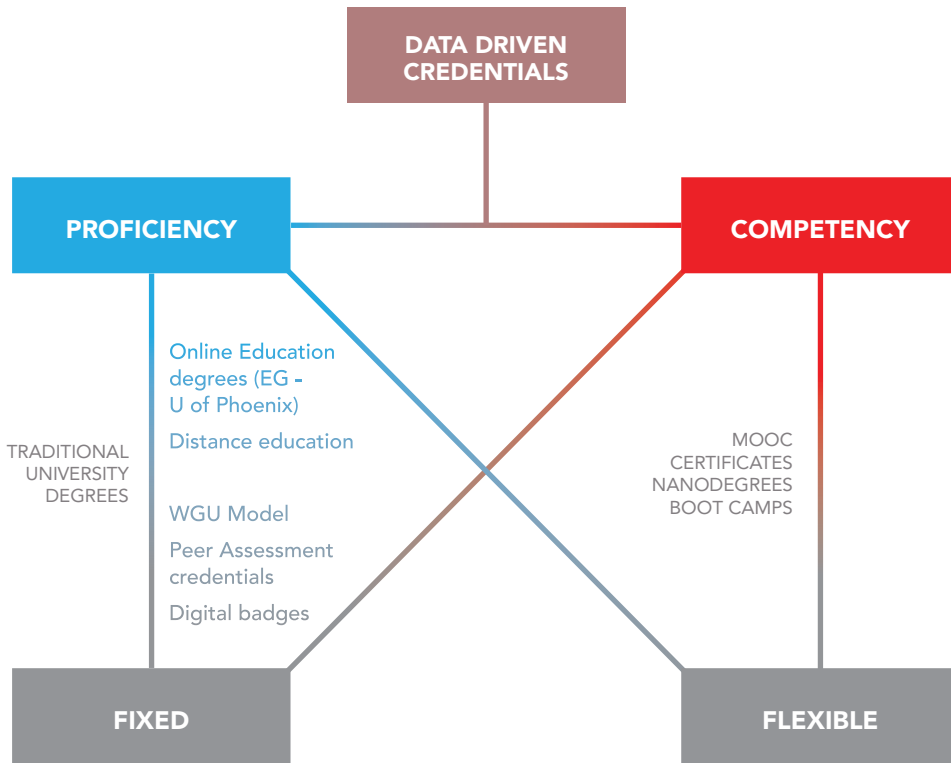 DATA DRIVEN
CREDENTIALS
PROFICIENCY
COMPETENCY
Online Education
degrees (EG -
U of Phoenix)
Distance education
TRADITIONAL
UNIVERSITY
DEGREES
WGU Model
Peer Assessment
credentials
Digital badges
MOOC
CERTIFICATES
NANODEGREES
BOOT CAMPS
FIXED
FLEXIBLE